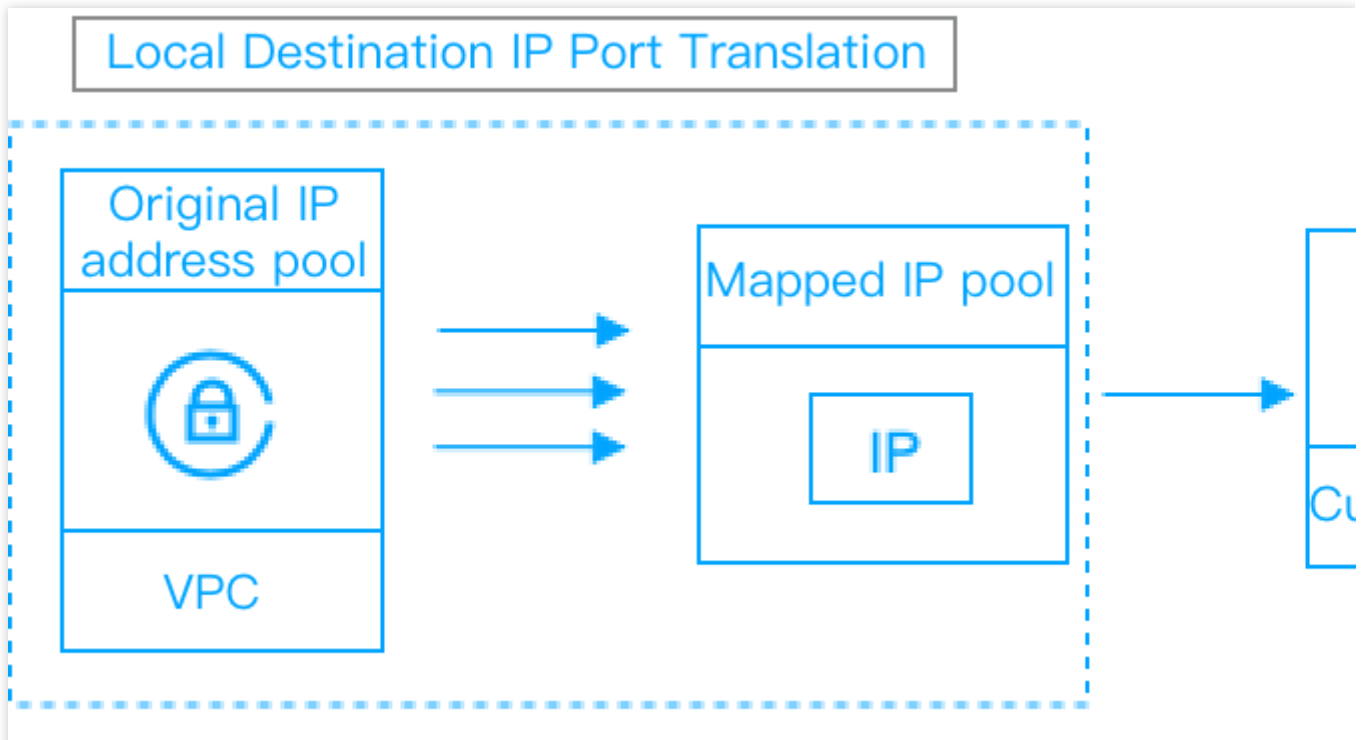 Local Destination IP Port Translation
Original IP
address pool
Mapped IP pool
IP
VPC